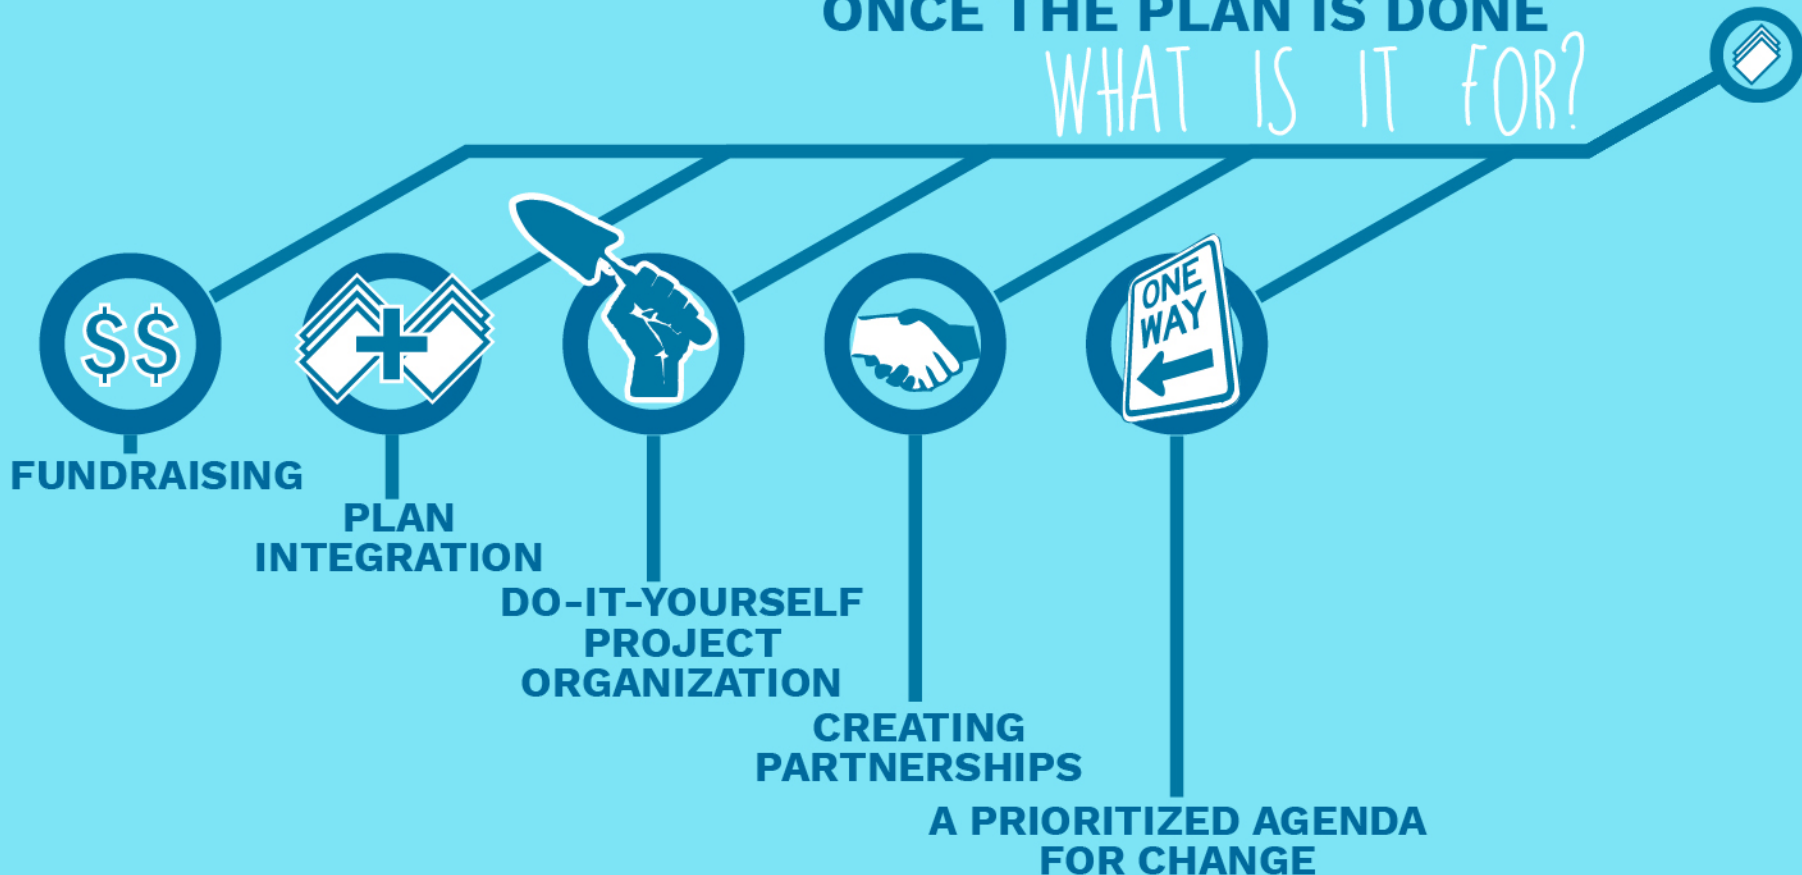 ONCE THE PLAN IS DONE
WHAT IS IT FOR?
$$
ONE
WAY
FUNDRAISING
PLAN
INTEGRATION
DO-IT-YOURSELF
PROJECT
ORGANIZATION
CREATING
PARTNERSHIPS
A PRIORITIZED AGENDA
FOR CHANGE